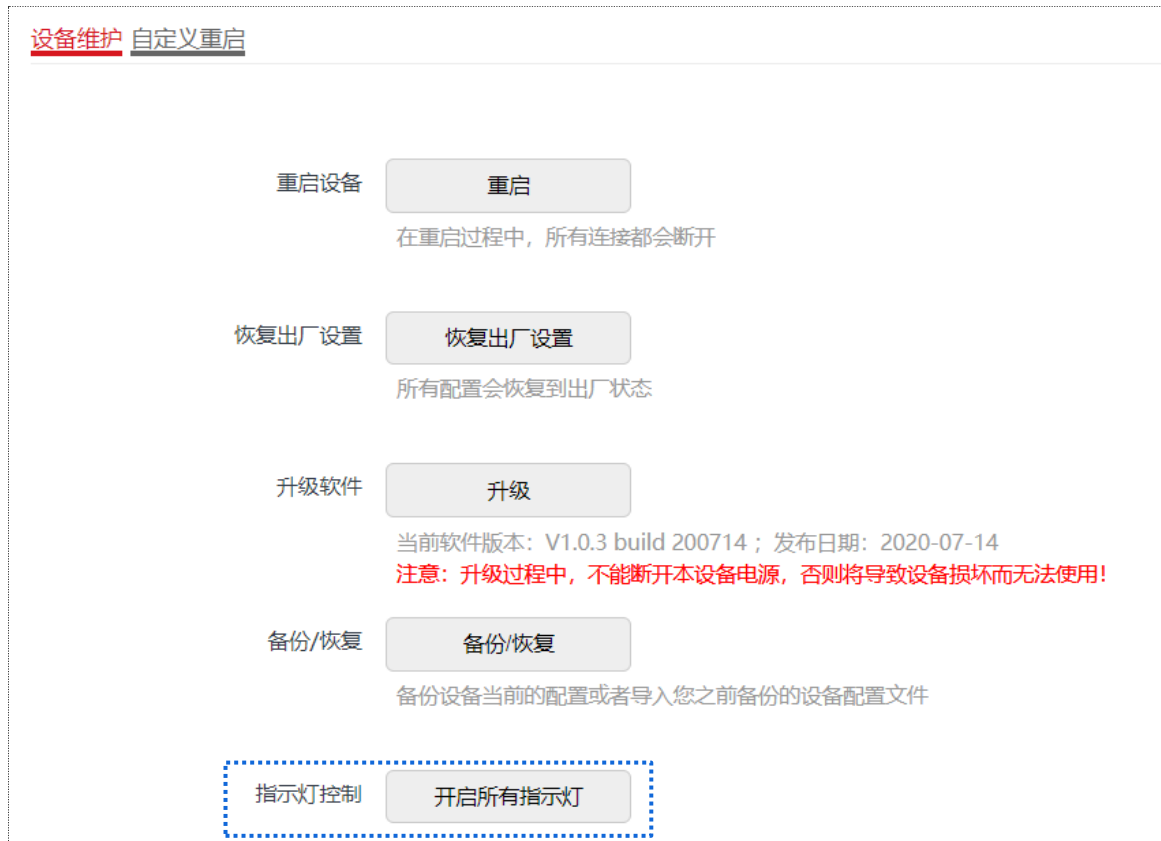 设备维护 自定义重启
重启设备 重启
在重启过程中，所有连接都会断开
恢复出厂设置 恢复出厂设置
所有配置会恢复到出厂状态
升级软件 升级
当前软件版本：V1.0.3 build 200714； 发布日期：2020-07-14
注意：升级过程中，不能断开本设备电源，否则将导致设备损坏而无法使用！
备份/恢复 备份/恢复
备份设备当前的配置或者导入您之前备份的设备配置文件
指示灯控制 开启所有指示灯